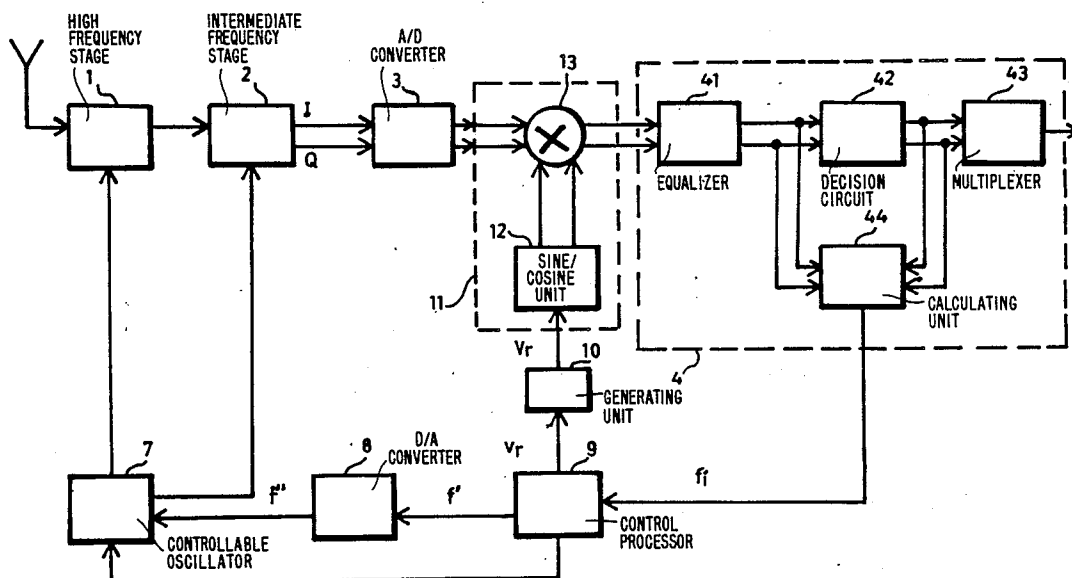 HIGH
FREQUENCY
STAGE
1
INTERMEDIATE
FREQUENCY
STAGE
2
I
Q
A/D
CONVERTER
3
13
12
SINE/
COSINE
UNIT
11
41
EQUALIZER
42
DECISION
CIRCUIT
43
MULTIPLEXER
44
CALCULATING
UNIT
4
Vr
10
GENERATING
UNIT
vr
7
CONTROLLABLE
OSCILLATOR
f"
D/A
CONVERTER
8
f'
9
CONTROL
PROCESSOR
fi